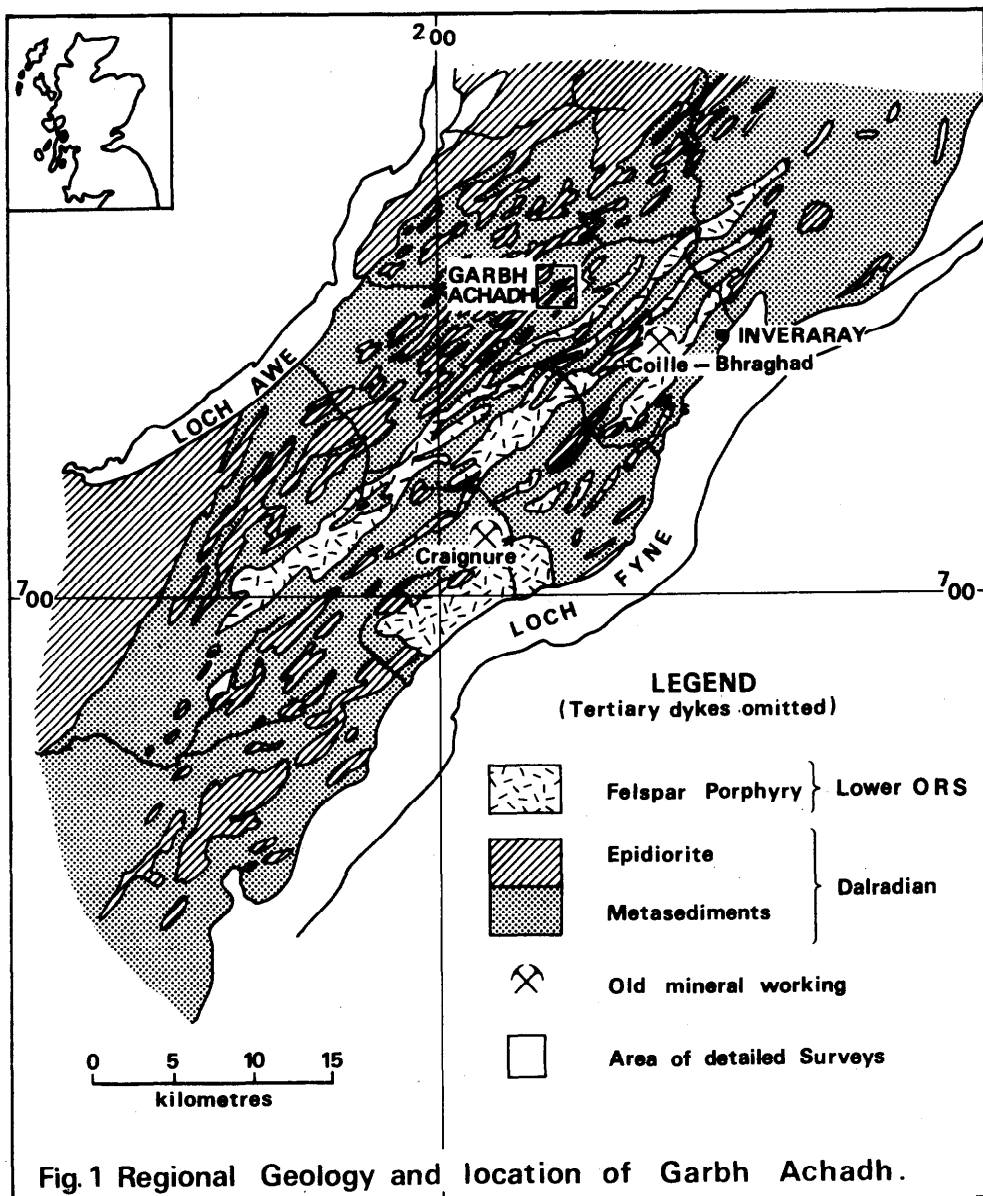 200
GARBH
ACHADH
INVERARAY
Coille – Bhraghad
LOCH AWE
Craignure
700
700
LOCH FYNE
LEGEND
(Tertiary dykes omitted)
Felspar Porphyry } Lower ORS
Epidiorite
Dalradian
Metasediments
Old mineral working
Area of detailed Surveys
0 5 10 15
kilometres
Fig. 1 Regional Geology and location of Garbh Achadh.